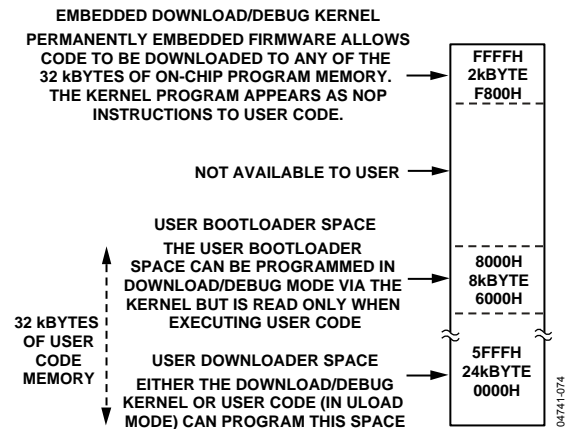 EMBEDDED DOWNLOAD/DEBUG KERNEL
PERMANENTLY EMBEDDED FIRMWARE ALLOWS
CODE TO BE DOWNLOADED TO ANY OF THE
32 kBYTES OF ON-CHIP PROGRAM MEMORY.
THE KERNEL PROGRAM APPEARS AS NOP
INSTRUCTIONS TO USER CODE.
FFFFH
2kBYTE
F800H
NOT AVAILABLE TO USER
USER BOOTLOADER SPACE
THE USER BOOTLOADER
SPACE CAN BE PROGRAMMED IN
DOWNLOAD/DEBUG MODE VIA THE
KERNEL BUT IS READ ONLY WHEN
EXECUTING USER CODE
8000H
8kBYTE
6000H
32 kBYTES
OF USER
CODE
MEMORY
USER DOWNLOADER SPACE
EITHER THE DOWNLOAD/DEBUG
KERNEL OR USER CODE (IN ULOAD
MODE) CAN PROGRAM THIS SPACE
5FFFH
24kBYTE
0000H
04741-074